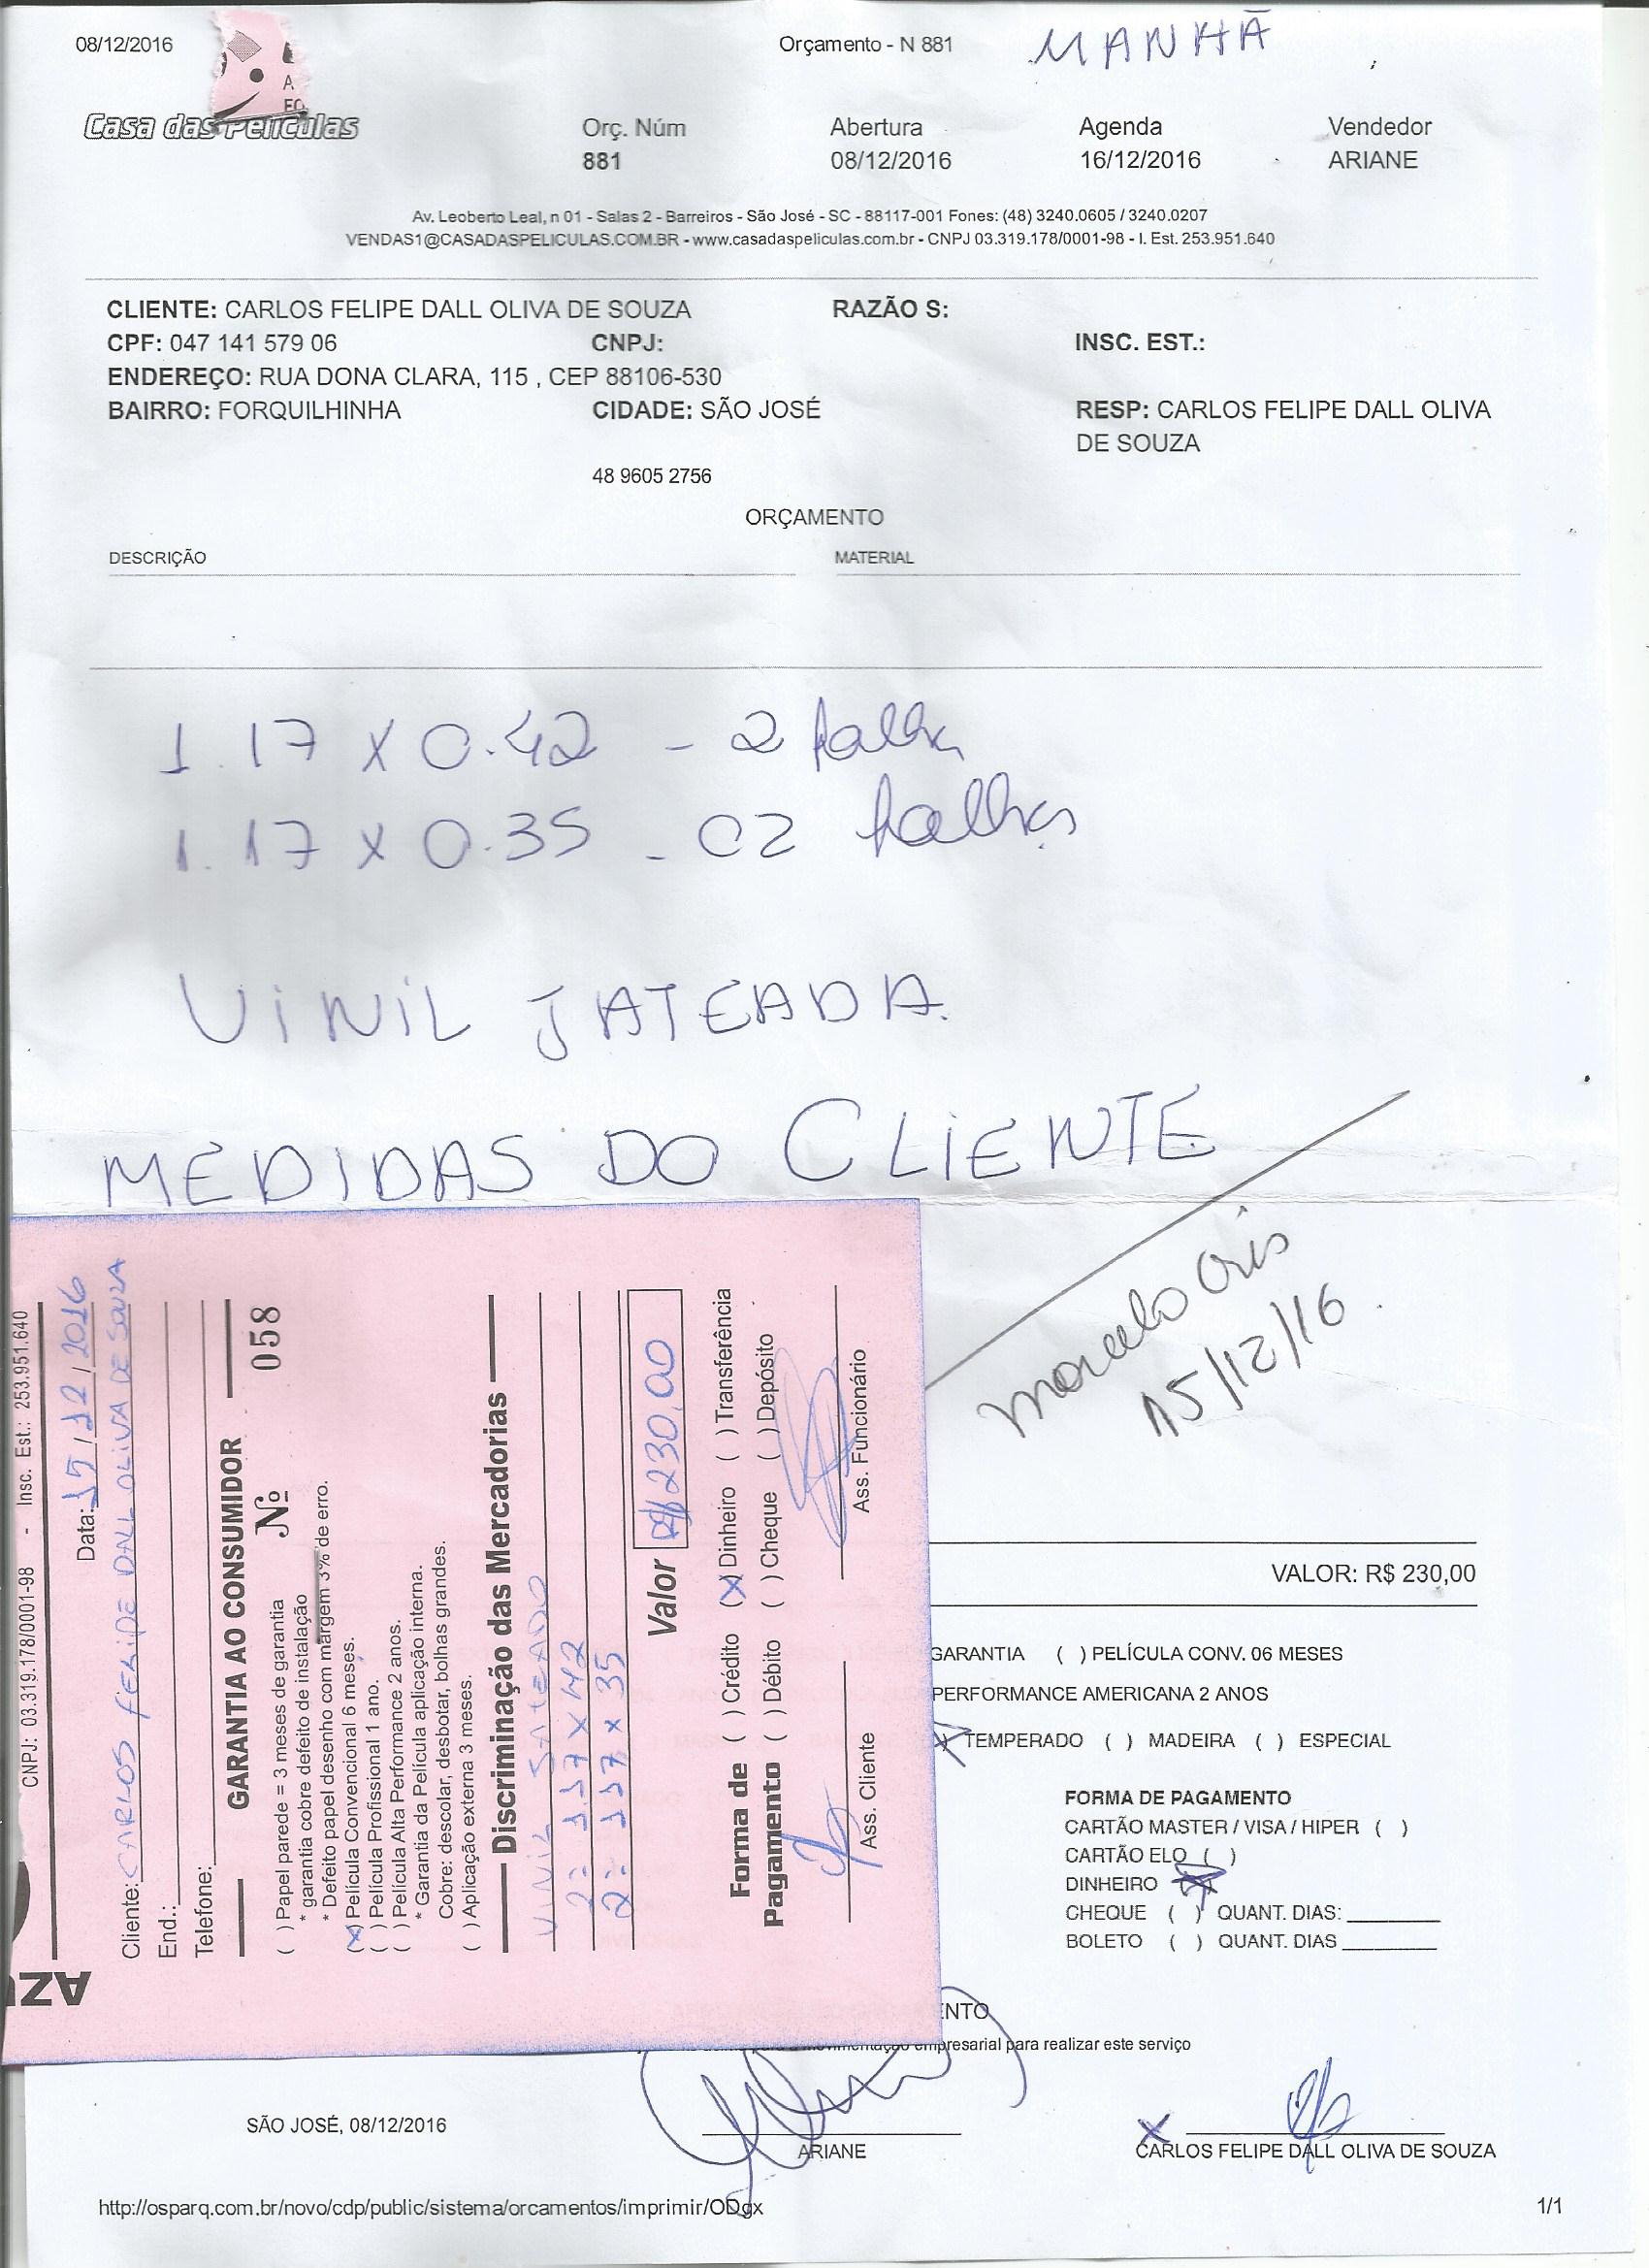 08/12/2016 Orçamento - N 881 MANHÃ
A
Casa das Películas
Orç. Núm Abertura Agenda Vendedor
881 08/12/2016 16/12/2016 ARIANE
Av. Leoberto Leal, n 01 - Salas 2 - Barreiros - São José - SC - 88117-001 Fones: (48) 3240.0605 / 3240.0207
VENDAS1@CASADASPELICULAS.COM.BR - www.casadaspeliculas.com.br - CNPJ 03.319.178/0001-98 - I. Est. 253.951.640
CLIENTE: CARLOS FELIPE DALL OLIVA DE SOUZA RAZÃO S:
CPF: 047 141 579 06 CNPJ: INSC. EST.:
ENDEREÇO: RUA DONA CLARA, 115 , CEP 88106-530
BAIRRO: FORQUILHINHA CIDADE: SÃO JOSÉ RESP: CARLOS FELIPE DALL OLIVA
DE SOUZA
48 9605 2756
ORÇAMENTO
DESCRIÇÃO MATERIAL
1.17 x 0.42 - 2
1.17 x 0.35 - 02
VINIL JATEADA.
MEDIDAS DO CLIENTE
15/12/16
CNPJ: 03.319.178/0001-98 - Insc. Est.: 253.951.640
Data: 15/12/2016
Cliente: CARLOS FELIPE DALL OLIVA DE SOUZA
End.:
Telefone:
GARANTIA AO CONSUMIDOR
Nº 058
( ) Papel parede = 3 meses de garantia
* garantia cobre defeito de instalação
* Defeito papel desenho com margem 3% de erro.
(X) Película Convencional 6 meses.
( ) Película Profissional 1 ano.
( ) Película Alta Performance 2 anos.
* Garantia da Película aplicação interna.
Cobre: descolar, desbotar, bolhas grandes.
( ) Aplicação externa 3 meses.
Discriminação das Mercadorias
VINIL JATEADO
2: 1.17 x 42
2: 117 x 35
Valor R$ 230,00
Forma de Pagamento
( ) Crédito (X) Dinheiro ( ) Transferência
( ) Débito ( ) Cheque ( ) Depósito
Ass. Cliente Ass. Funcionário
VALOR: R$ 230,00
GARANTIA ( ) PELÍCULA CONV. 06 MESES
PERFORMANCE AMERICANA 2 ANOS
TEMPERADO ( ) MADEIRA ( ) ESPECIAL
FORMA DE PAGAMENTO
CARTÃO MASTER / VISA / HIPER ( )
CARTÃO ELO ( )
DINHEIRO
CHEQUE ( ) QUANT. DIAS:
BOLETO ( ) QUANT. DIAS
ENTO
empresarial para realizar este serviço
SÃO JOSÉ, 08/12/2016
ARIANE
X
CARLOS FELIPE DALL OLIVA DE SOUZA
http://osparq.com.br/novo/cdp/public/sistema/orcamentos/imprimir/ODgx 1/1